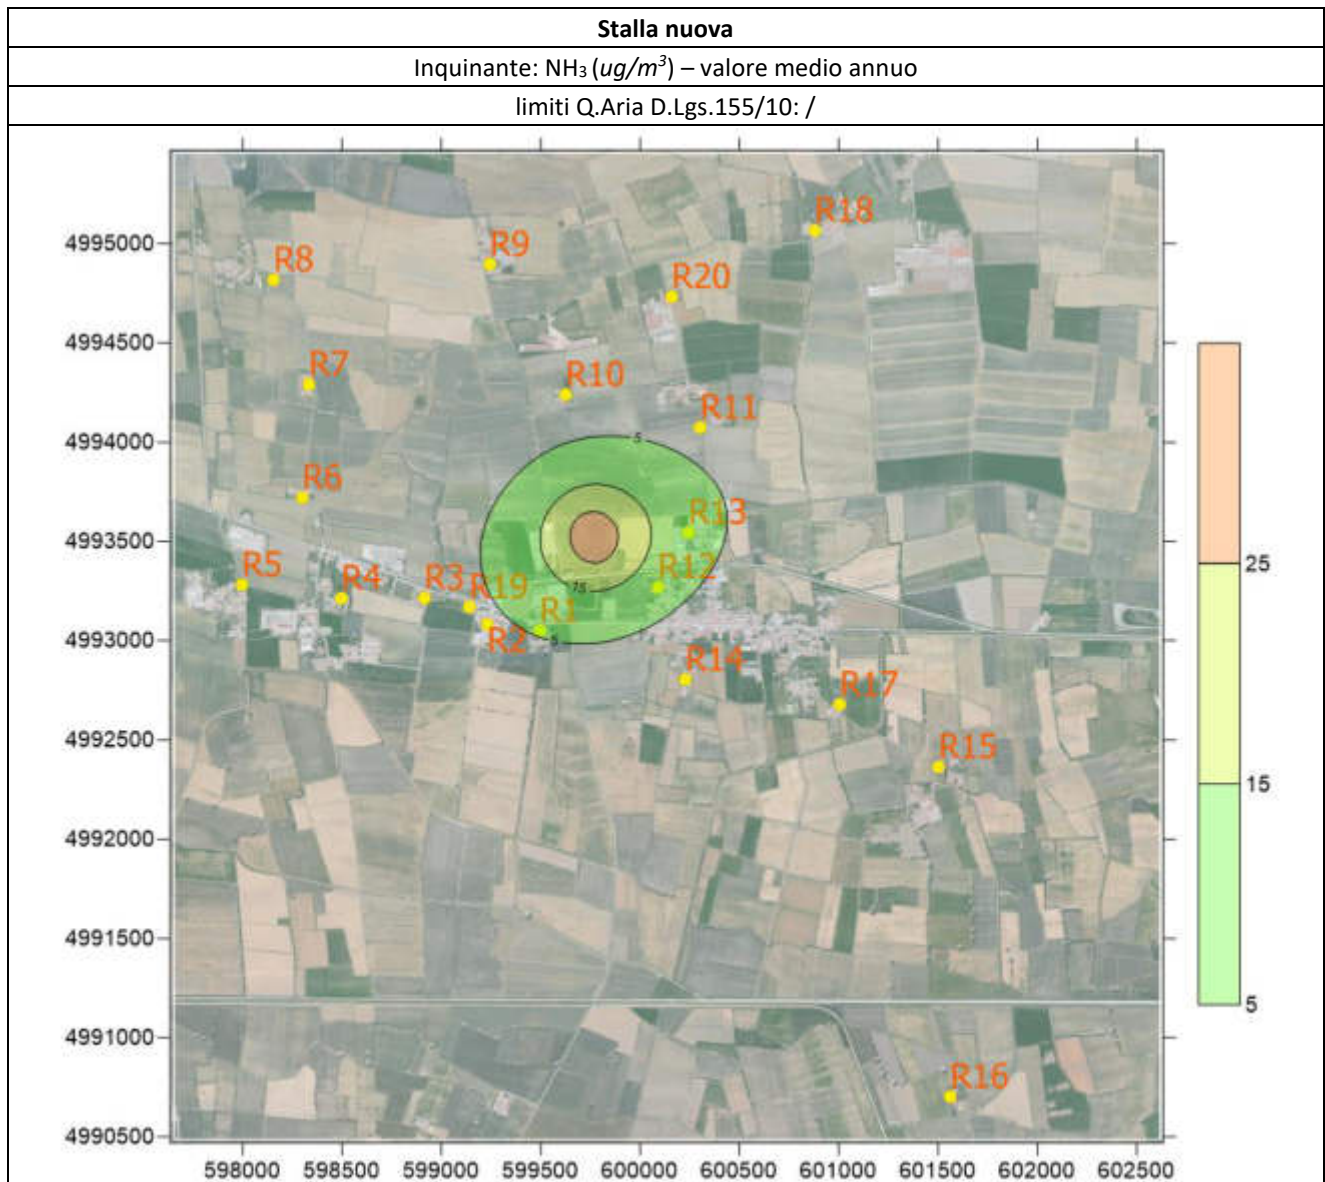 Stalla nuova
Inquinante: NH₃ (ug/m³) – valore medio annuo
limiti Q.Aria D.Lgs.155/10: /
R18
4995000
R9
R8
R20
4994500
R7
R10
R11
5
4994000
R6
R13
4993500
25
R5
R4
R3
R19
R12
15
R1
4993000
5
R2
R14
R17
4992500
R15
15
4992000
4991500
5
4991000
R16
4990500
598000 598500 599000 599500 600000 600500 601000 601500 602000 602500